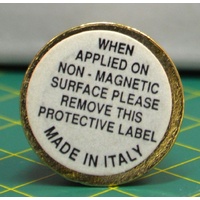 WHEN
APPLIED ON
NON - MAGNETIC
SURFACE PLEASE
REMOVE THIS
PROTECTIVE LABEL
MADE IN ITALY